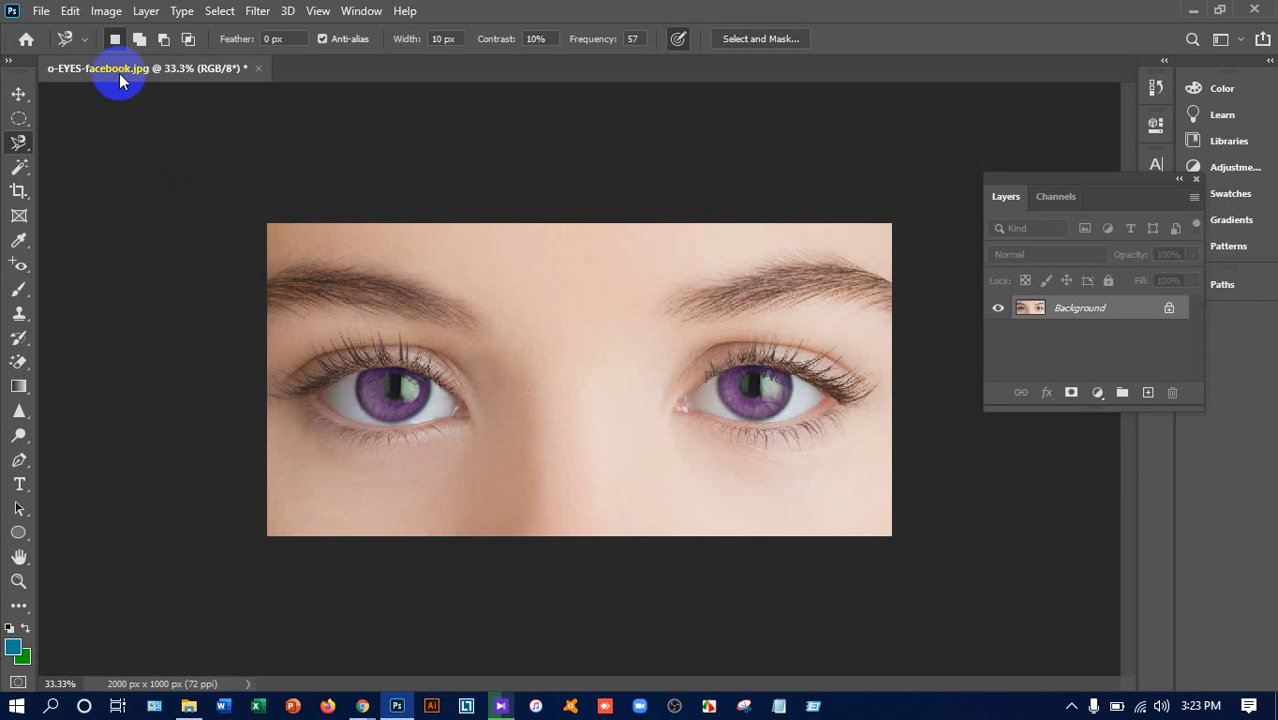 Ps File Edit Image Layer Type Select Filter 3D View Window Help
Feather: 0 px Anti-alias Width: 10 px Contrast: 10% Frequency: 57 Select and Mask...
o-EYES-facebook.jpg @ 33.3% (RGB/8*) *
Color
Learn
Libraries
Adjustme...
Swatches
Gradients
Patterns
Paths
Layers Channels
Kind
Normal Opacity: 100%
Lock: Fill: 100%
Background
33.33% 2000 px x 1000 px (72 ppi)
3:23 PM